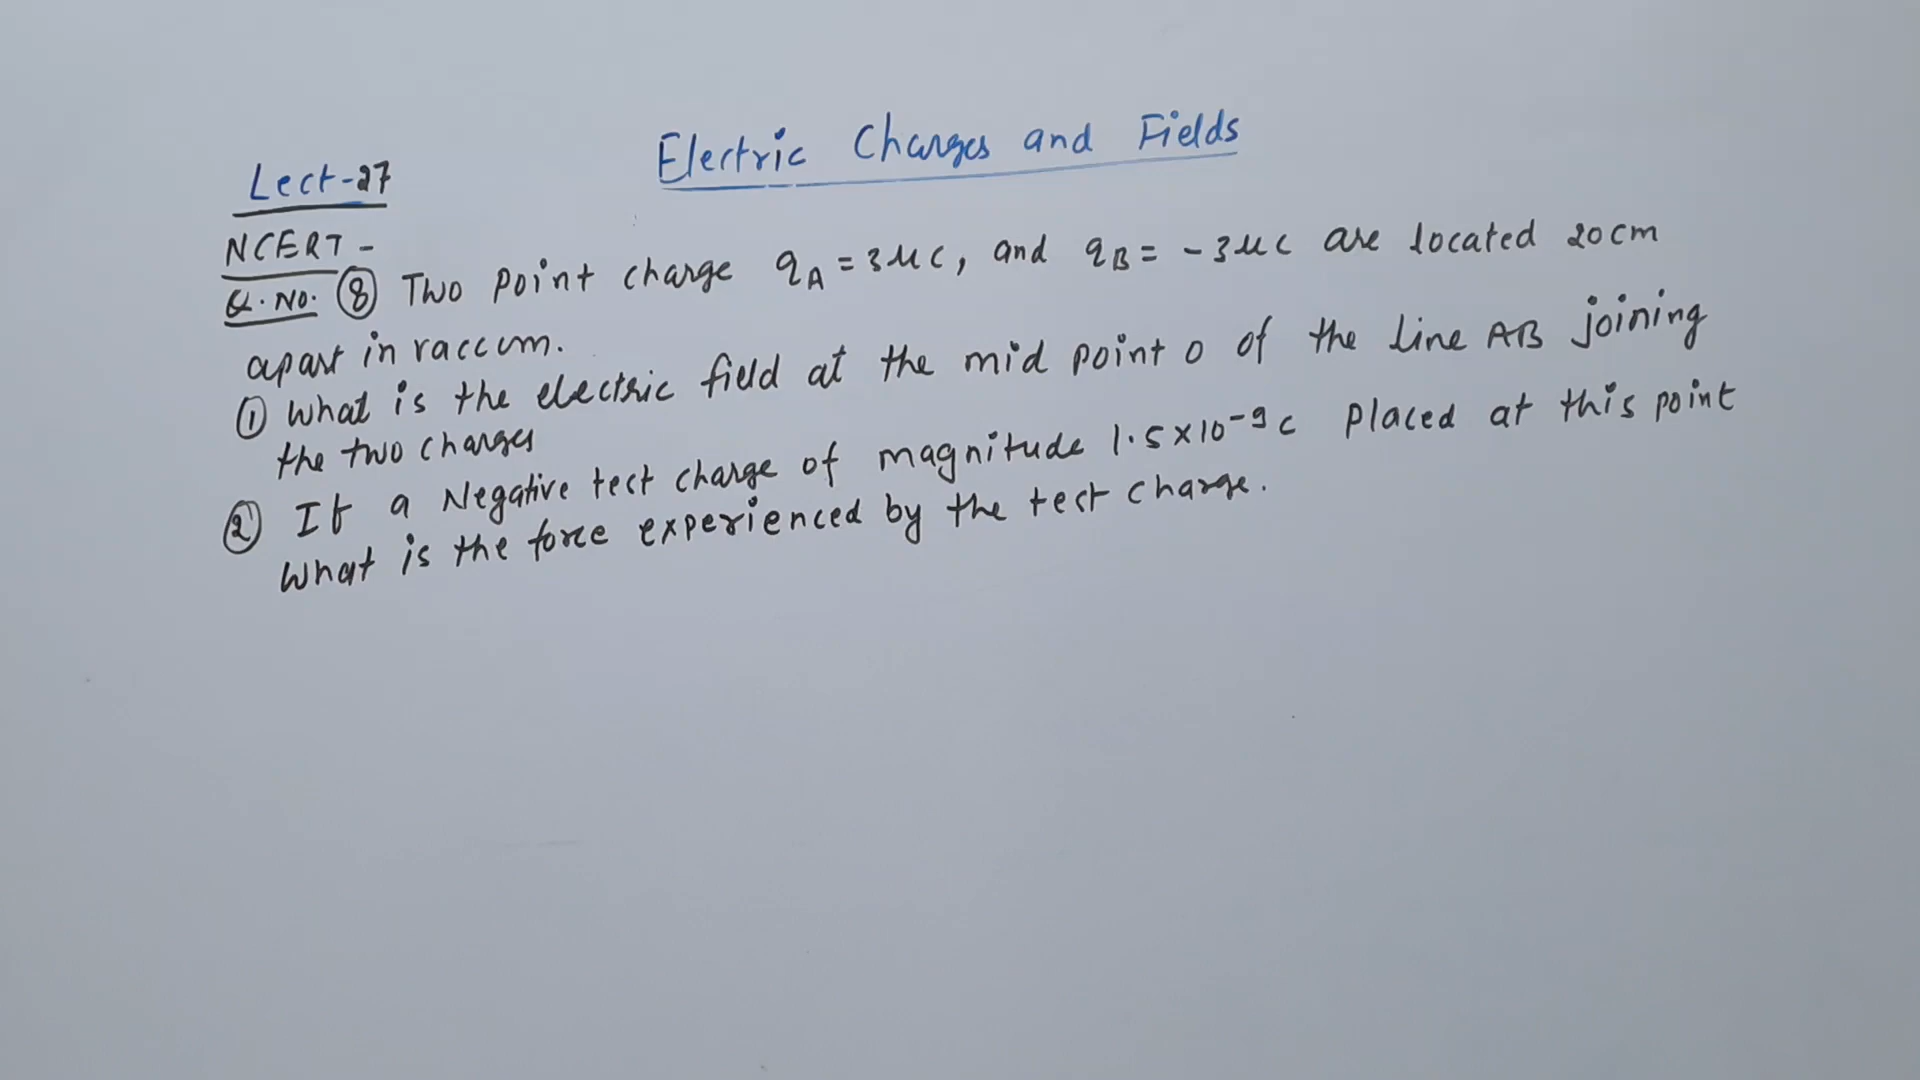 Electric Charges and Fields
Lect-27
NCERT -
Q. No. (8) Two point charge qA = 3μC, and qB = -3μC are located 20cm
apart in vaccum.
① What is the electric field at the mid point O of the line AB joining
the two charges
② If a Negative test charge of magnitude 1.5×10⁻⁹C Placed at this point
What is the force experienced by the test charge.